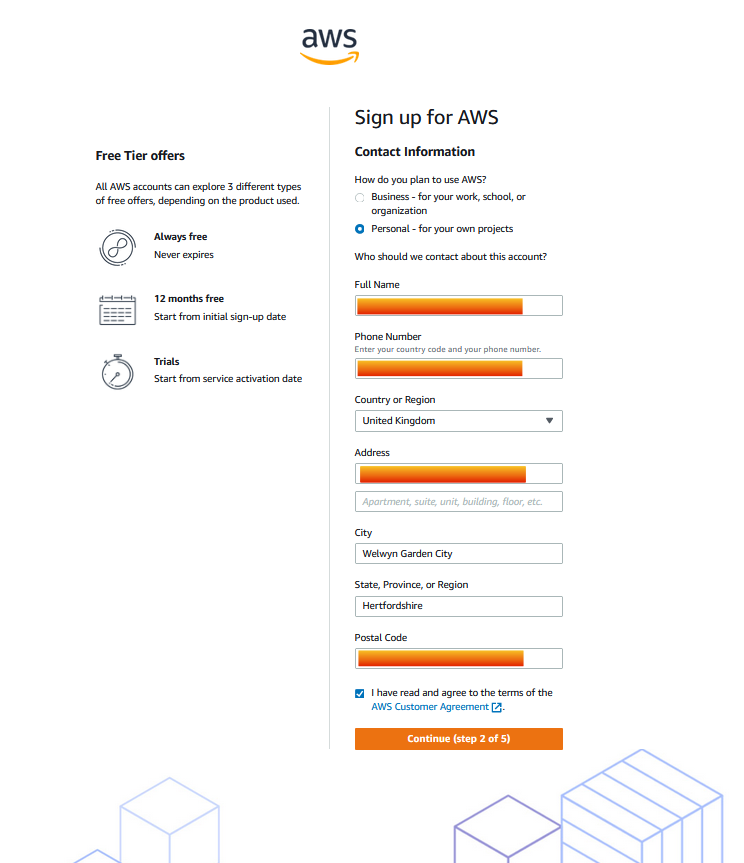 aws
Free Tier offers
All AWS accounts can explore 3 different types
of free offers, depending on the product used.
Always free
Never expires
12 months free
Start from initial sign-up date
Trials
Start from service activation date
Sign up for AWS
Contact Information
How do you plan to use AWS?
Business - for your work, school, or
organization
Personal - for your own projects
Who should we contact about this account?
Full Name
Phone Number
Enter your country code and your phone number.
Country or Region
United Kingdom
Address
Apartment, suite, unit, building, floor, etc.
City
Welwyn Garden City
State, Province, or Region
Hertfordshire
Postal Code
I have read and agree to the terms of the
AWS Customer Agreement.
Continue (step 2 of 5)